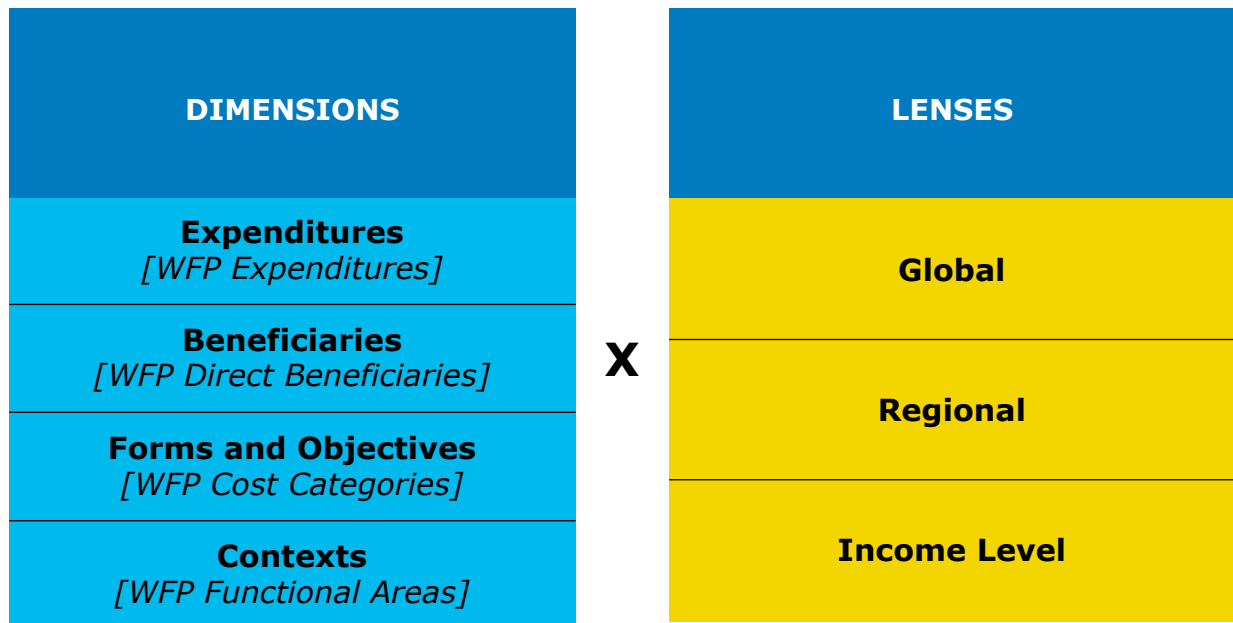 DIMENSIONS
Expenditures
[WFP Expenditures]
Beneficiaries
[WFP Direct Beneficiaries]
Forms and Objectives
[WFP Cost Categories]
Contexts
[WFP Functional Areas]
X
LENSES
Global
Regional
Income Level